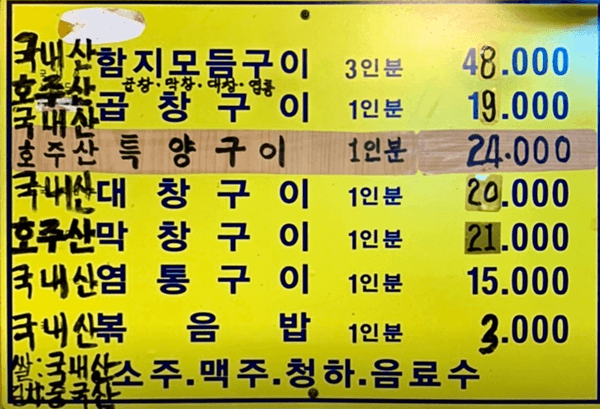 국내산 함지모듬구이 3인분 48.000
호주산 곱창·막창·대창·염통
국내산 곱창구이 1인분 19.000
호주산 특양구이 1인분 24.000
국내산 대창구이 1인분 20.000
호주산 막창구이 1인분 21.000
국내산 염통구이 1인분 15.000
국내산 볶음밥 1인분 3.000
쌀:국내산 소주.맥주.청하.음료수
김치:중국산